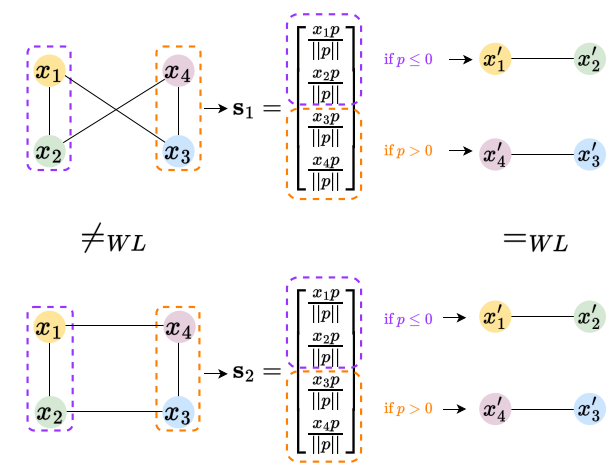 x₁ x₄
x₂ x₃
s₁ =
x₁p / ||p||
x₂p / ||p||
x₃p / ||p||
x₄p / ||p||
if p ≤ 0
x′₁ x′₂
if p > 0
x′₄ x′₃
≠WL
=WL
x₁ x₄
x₂ x₃
s₂ =
x₁p / ||p||
x₂p / ||p||
x₃p / ||p||
x₄p / ||p||
if p ≤ 0
x′₁ x′₂
if p > 0
x′₄ x′₃